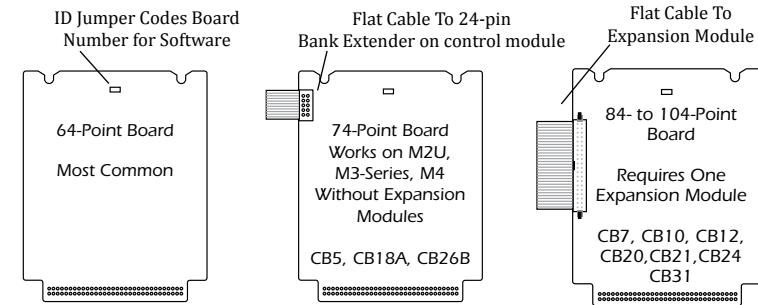 ID Jumper Codes Board
Number for Software
64-Point Board
Most Common
Flat Cable To 24-pin
Bank Extender on control module
74-Point Board
Works on M2U,
M3-Series, M4
Without Expansion
Modules
CB5, CB18A, CB26B
Flat Cable To
Expansion Module
84- to 104-Point
Board
Requires One
Expansion Module
CB7, CB10, CB12,
CB20,CB21,CB24
CB31